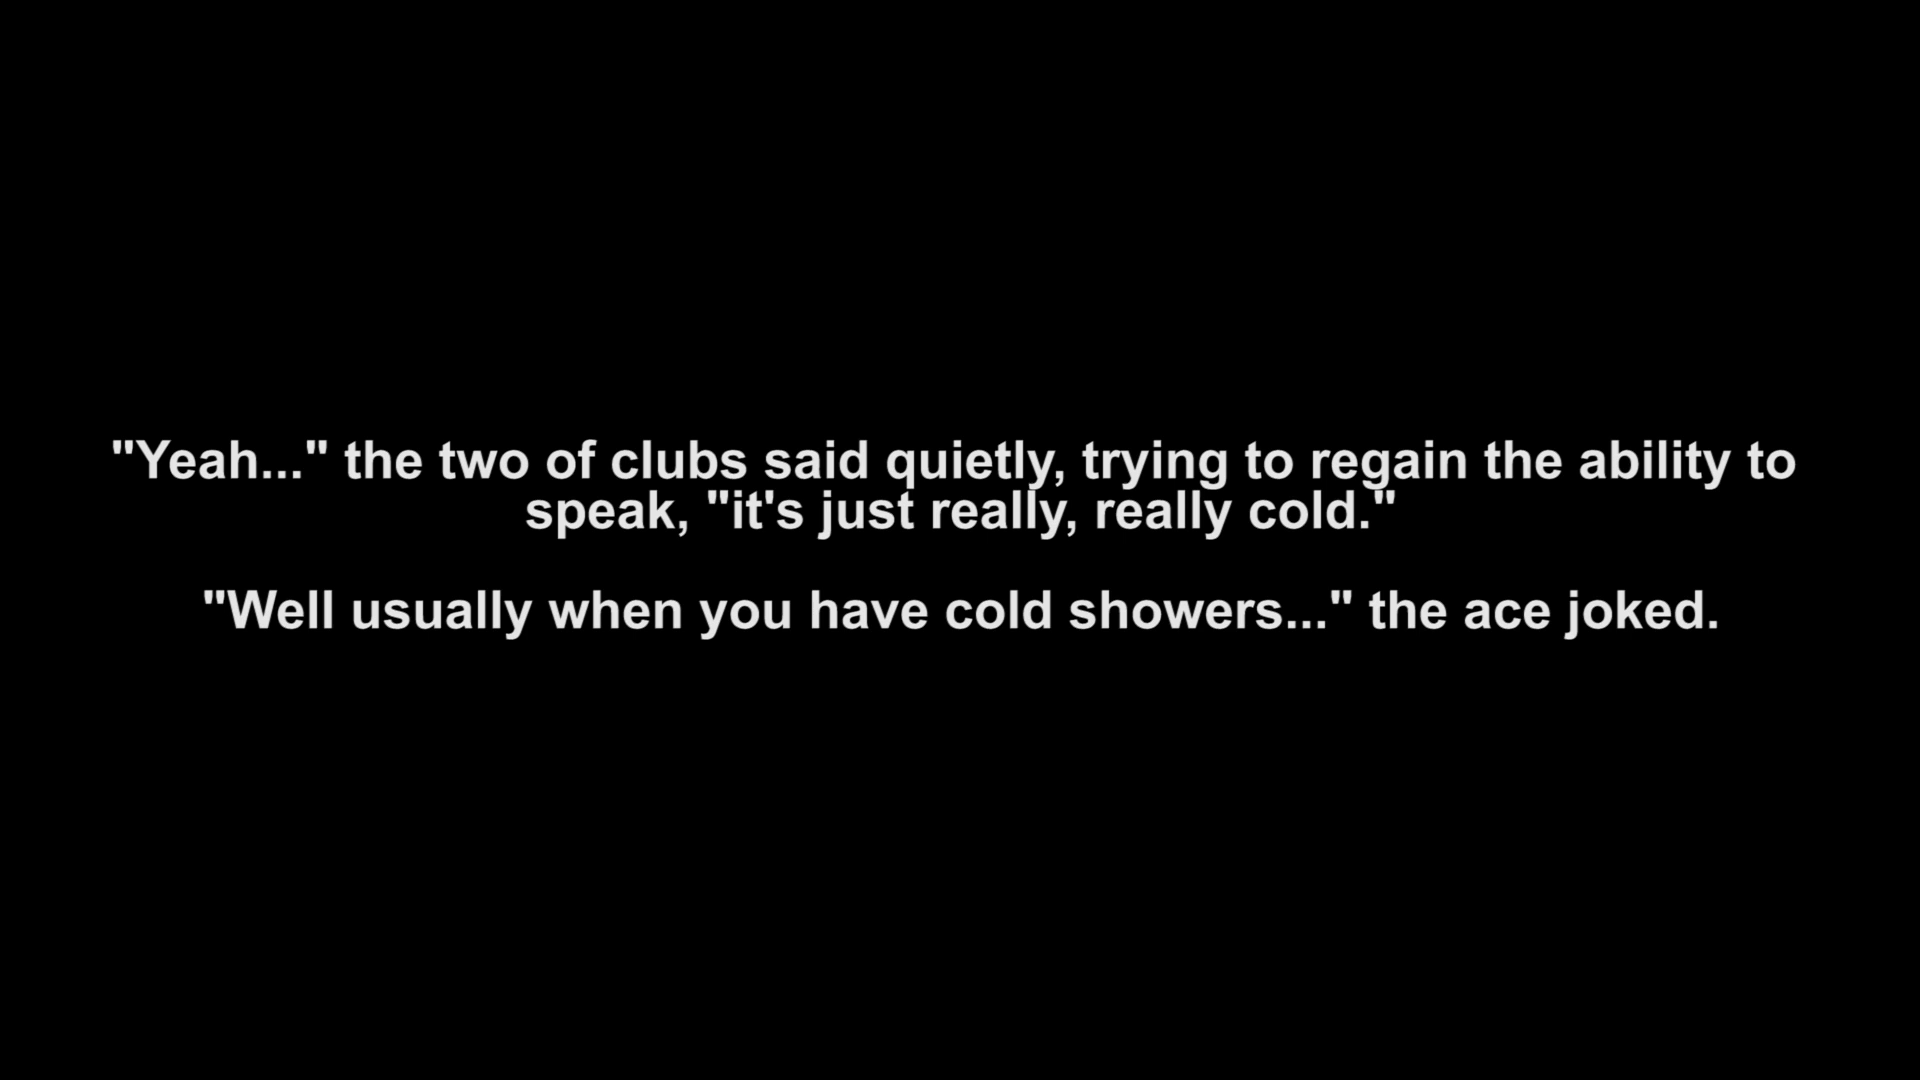 "Yeah..." the two of clubs said quietly, trying to regain the ability to
speak, "it's just really, really cold."
"Well usually when you have cold showers..." the ace joked.